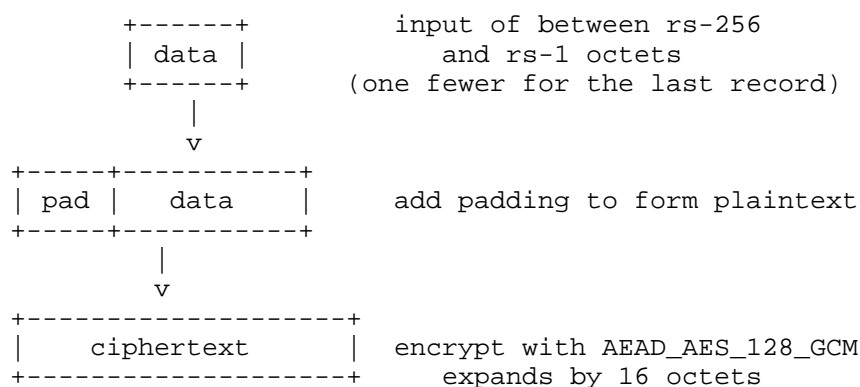 +------+         input of between rs-256
| data |            and rs-1 octets
+------+       (one fewer for the last record)
|
v
+-----+-----------+
| pad |   data    |     add padding to form plaintext
+-----+-----------+
|
v
+--------------------+
|    ciphertext      |  encrypt with AEAD_AES_128_GCM
+--------------------+     expands by 16 octets